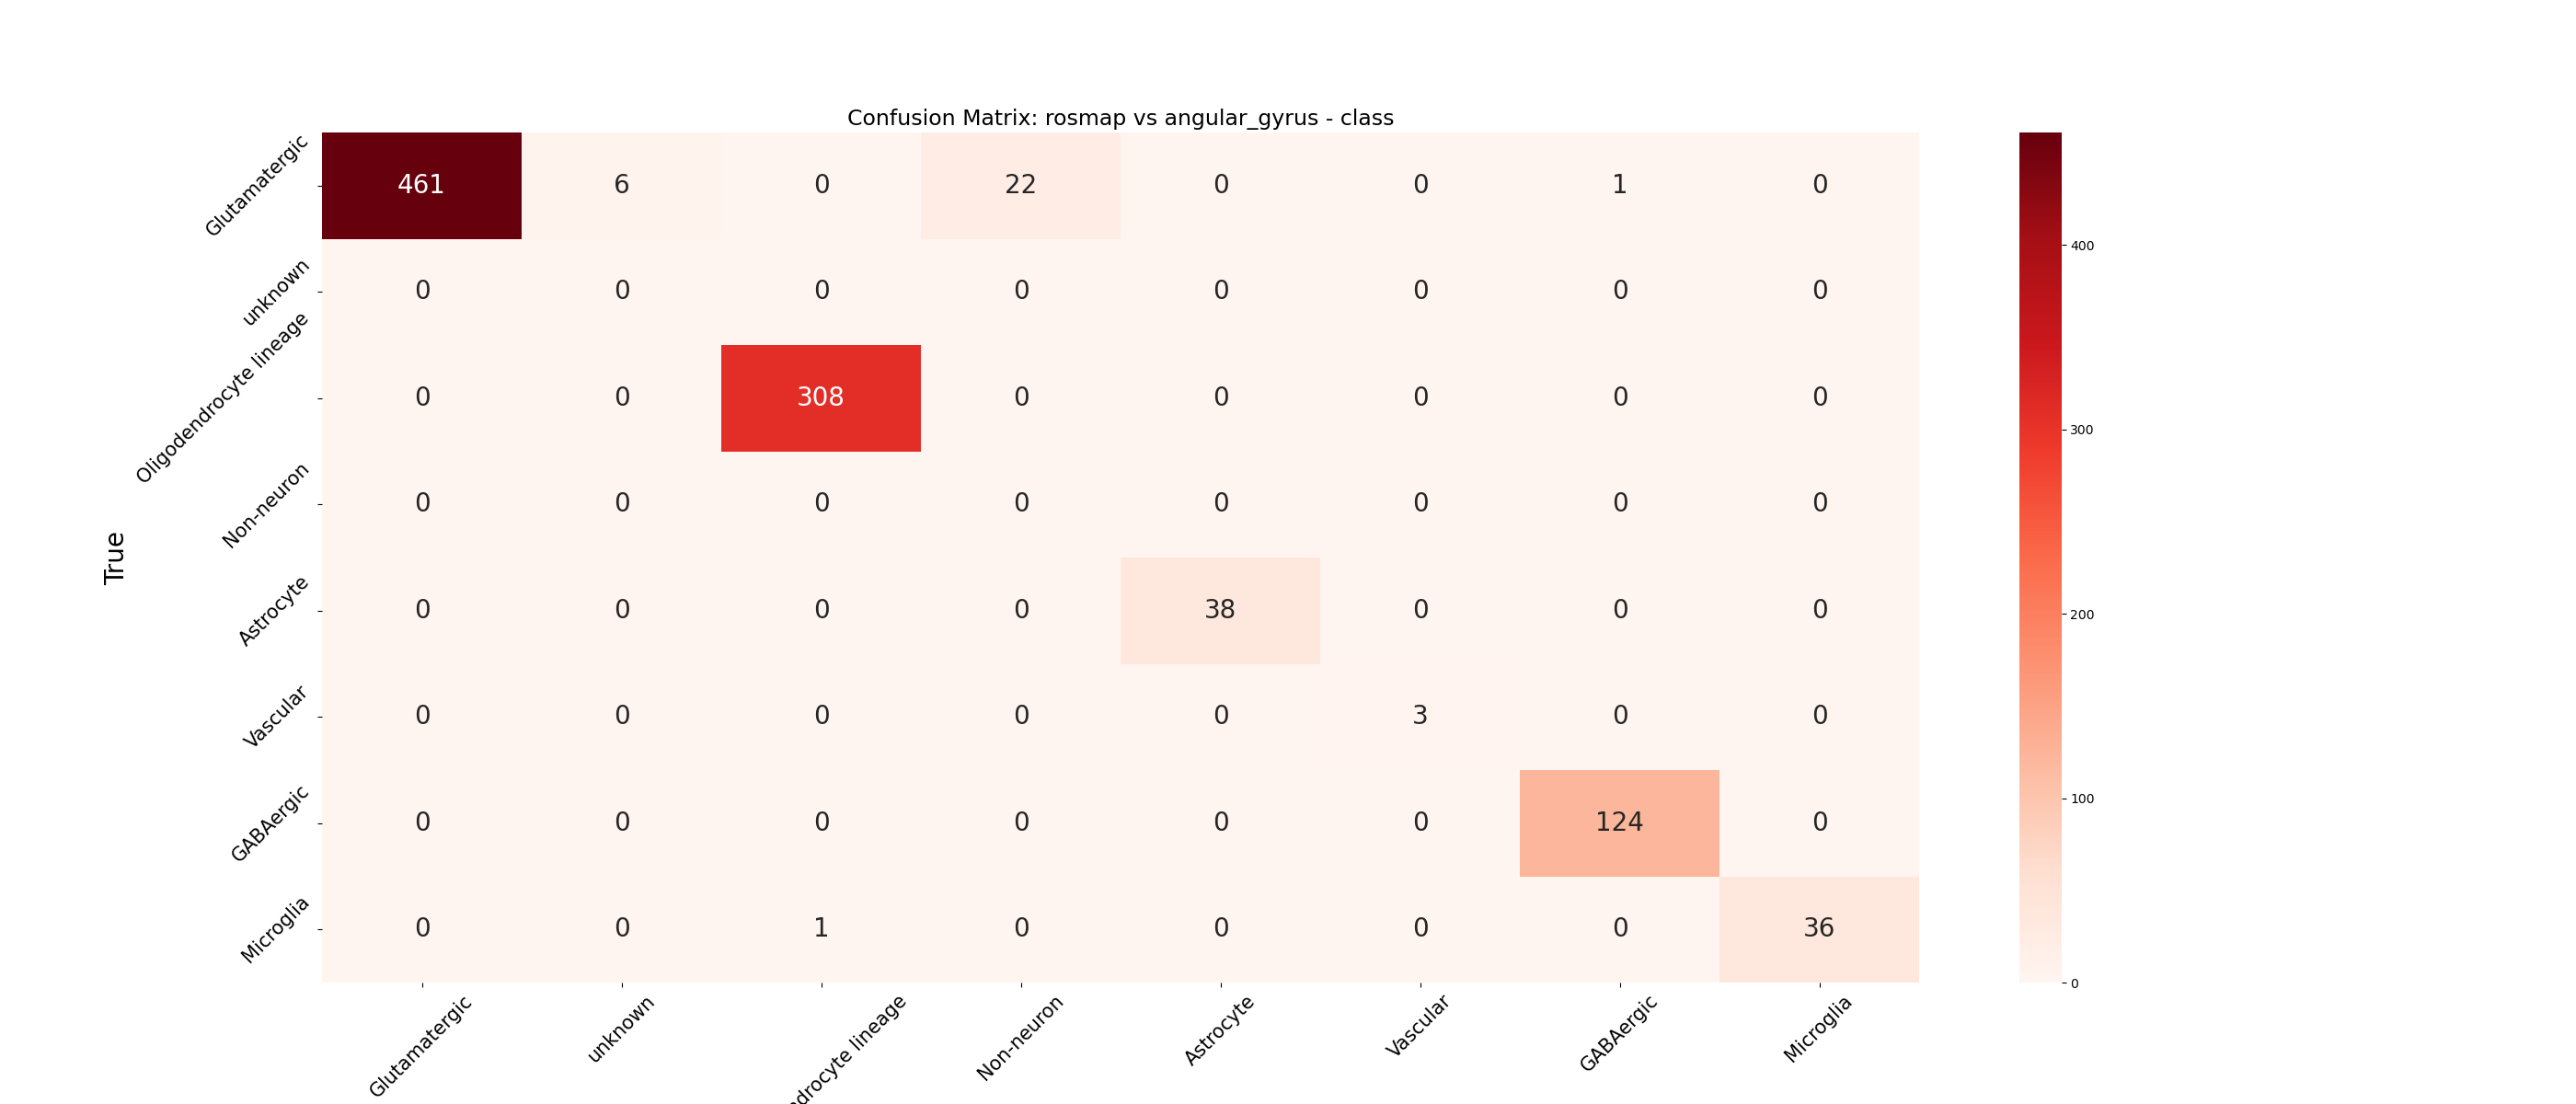 Confusion Matrix: rosmap vs angular_gyrus - class
True
Glutamatergic 461 6 0 22 0 0 1 0
unknown 0 0 0 0 0 0 0 0
Oligodendrocyte lineage 0 0 308 0 0 0 0 0
Non-neuron 0 0 0 0 0 0 0 0
Astrocyte 0 0 0 0 38 0 0 0
Vascular 0 0 0 0 0 3 0 0
GABAergic 0 0 0 0 0 0 124 0
Microglia 0 0 1 0 0 0 0 36
Glutamatergic unknown lineage Non-neuron Astrocyte Vascular GABAergic Microglia
400
300
200
100
0